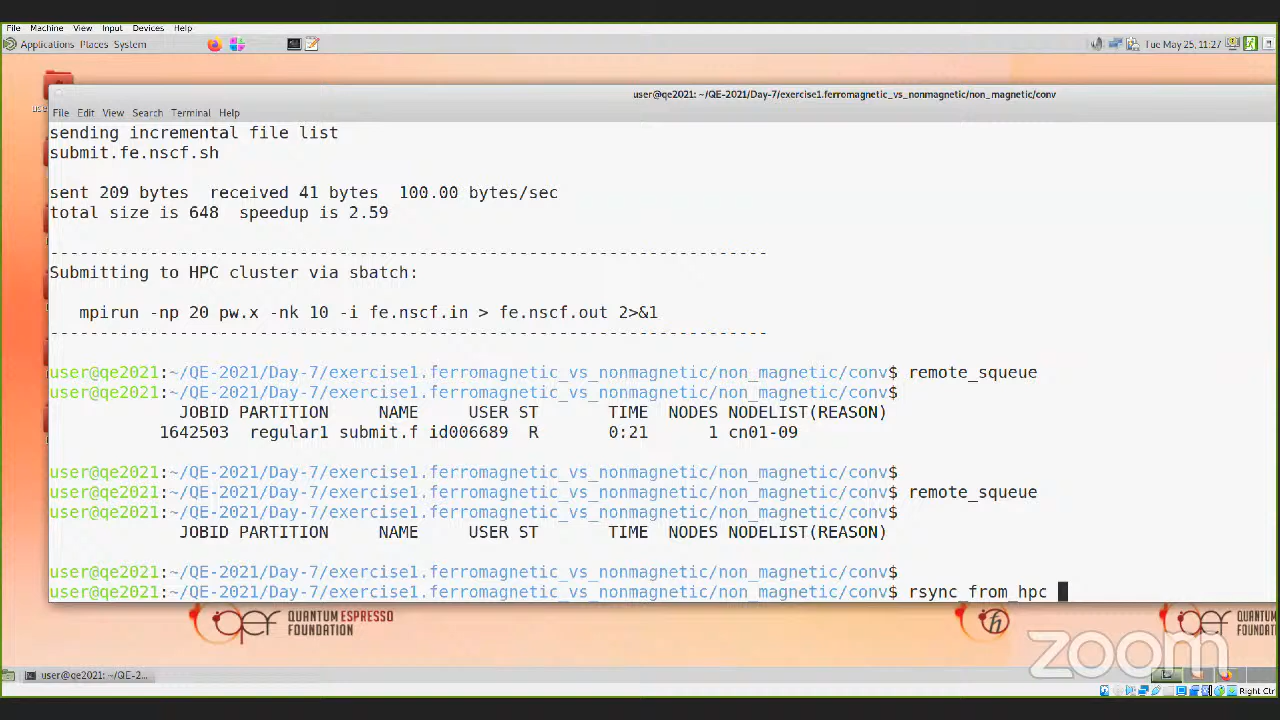 File Machine View Input Devices Help
Applications Places System
Tue May 25, 11:27
user@qe2021: ~/QE-2021/Day-7/exercise1.ferromagnetic_vs_nonmagnetic/non_magnetic/conv
File Edit View Search Terminal Help
sending incremental file list
submit.fe.nscf.sh
sent 209 bytes  received 41 bytes  100.00 bytes/sec
total size is 648  speedup is 2.59
------------------------------------------------------------------------
Submitting to HPC cluster via sbatch:
mpirun -np 20 pw.x -nk 10 -i fe.nscf.in > fe.nscf.out 2>&1
------------------------------------------------------------------------
user@qe2021:~/QE-2021/Day-7/exercise1.ferromagnetic_vs_nonmagnetic/non_magnetic/conv$ remote_squeue
user@qe2021:~/QE-2021/Day-7/exercise1.ferromagnetic_vs_nonmagnetic/non_magnetic/conv$
JOBID PARTITION     NAME     USER ST       TIME  NODES NODELIST(REASON)
1642503  regular1 submit.f id006689  R       0:21      1 cn01-09
user@qe2021:~/QE-2021/Day-7/exercise1.ferromagnetic_vs_nonmagnetic/non_magnetic/conv$
user@qe2021:~/QE-2021/Day-7/exercise1.ferromagnetic_vs_nonmagnetic/non_magnetic/conv$ remote_squeue
user@qe2021:~/QE-2021/Day-7/exercise1.ferromagnetic_vs_nonmagnetic/non_magnetic/conv$
JOBID PARTITION     NAME     USER ST       TIME  NODES NODELIST(REASON)
user@qe2021:~/QE-2021/Day-7/exercise1.ferromagnetic_vs_nonmagnetic/non_magnetic/conv$
user@qe2021:~/QE-2021/Day-7/exercise1.ferromagnetic_vs_nonmagnetic/non_magnetic/conv$ rsync_from_hpc
QUANTUM ESPRESSO
FOUNDATION
ħ
QUANTUM
FOUNDAT
zoom
user@qe2021: ~/QE-2...
Right Ctr